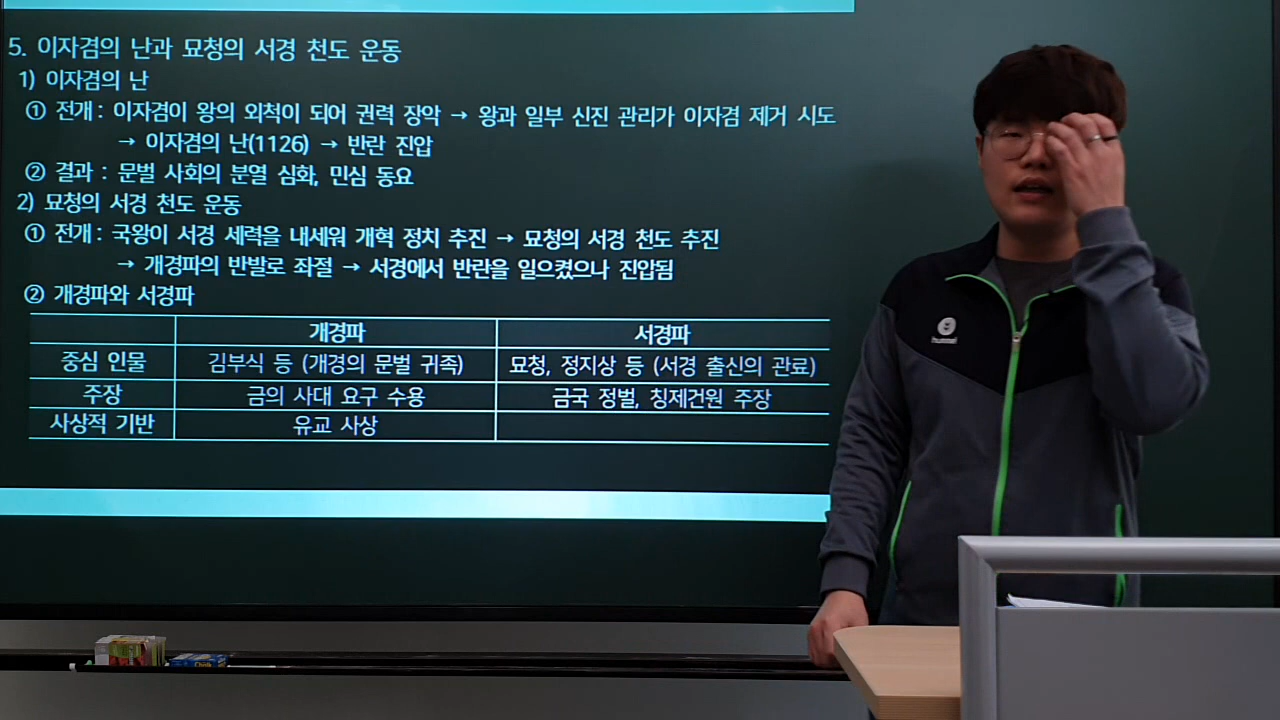 5. 이자겸의 난과 묘청의 서경 천도 운동
1) 이자겸의 난
① 전개 : 이자겸이 왕의 외척이 되어 권력 장악 → 왕과 일부 신진 관리가 이자겸 제거 시도
→ 이자겸의 난(1126) → 반란 진압
② 결과 : 문벌 사회의 분열 심화, 민심 동요
2) 묘청의 서경 천도 운동
① 전개 : 국왕이 서경 세력을 내세워 개혁 정치 추진 → 묘청의 서경 천도 추진
→ 개경파의 반발로 좌절 → 서경에서 반란을 일으켰으나 진압됨
② 개경파와 서경파
개경파 서경파
중심 인물 김부식 등 (개경의 문벌 귀족) 묘청, 정지상 등 (서경 출신의 관료)
주장 금의 사대 요구 수용 금국 정벌, 칭제건원 주장
사상적 기반 유교 사상
hummel
Chalk